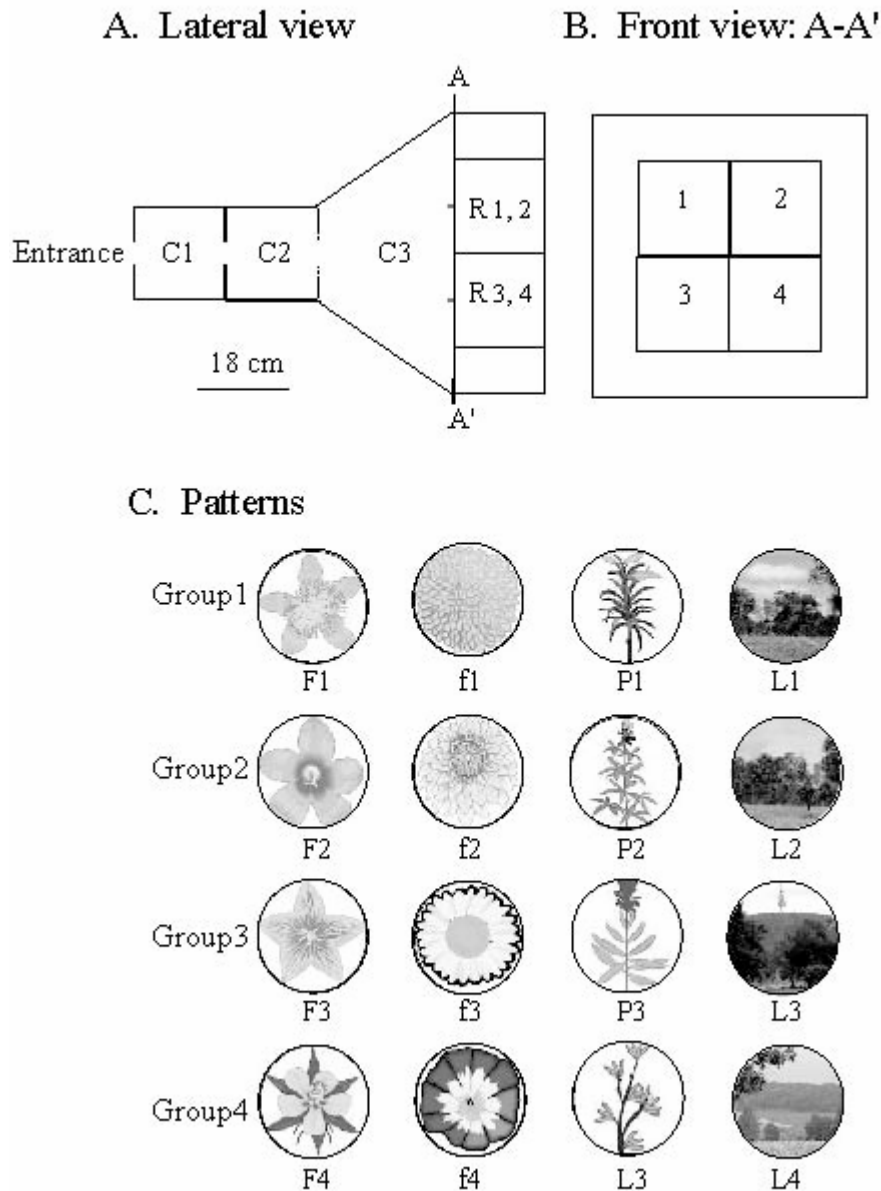 A. Lateral view
B. Front view: A-A'
A
Entrance
C1
C2
C3
R 1, 2
R 3, 4
18 cm
A'
1
2
3
4
C. Patterns
Group1
F1
f1
P1
L1
Group2
F2
f2
P2
L2
Group3
F3
f3
P3
L3
Group4
F4
f4
L3
L4